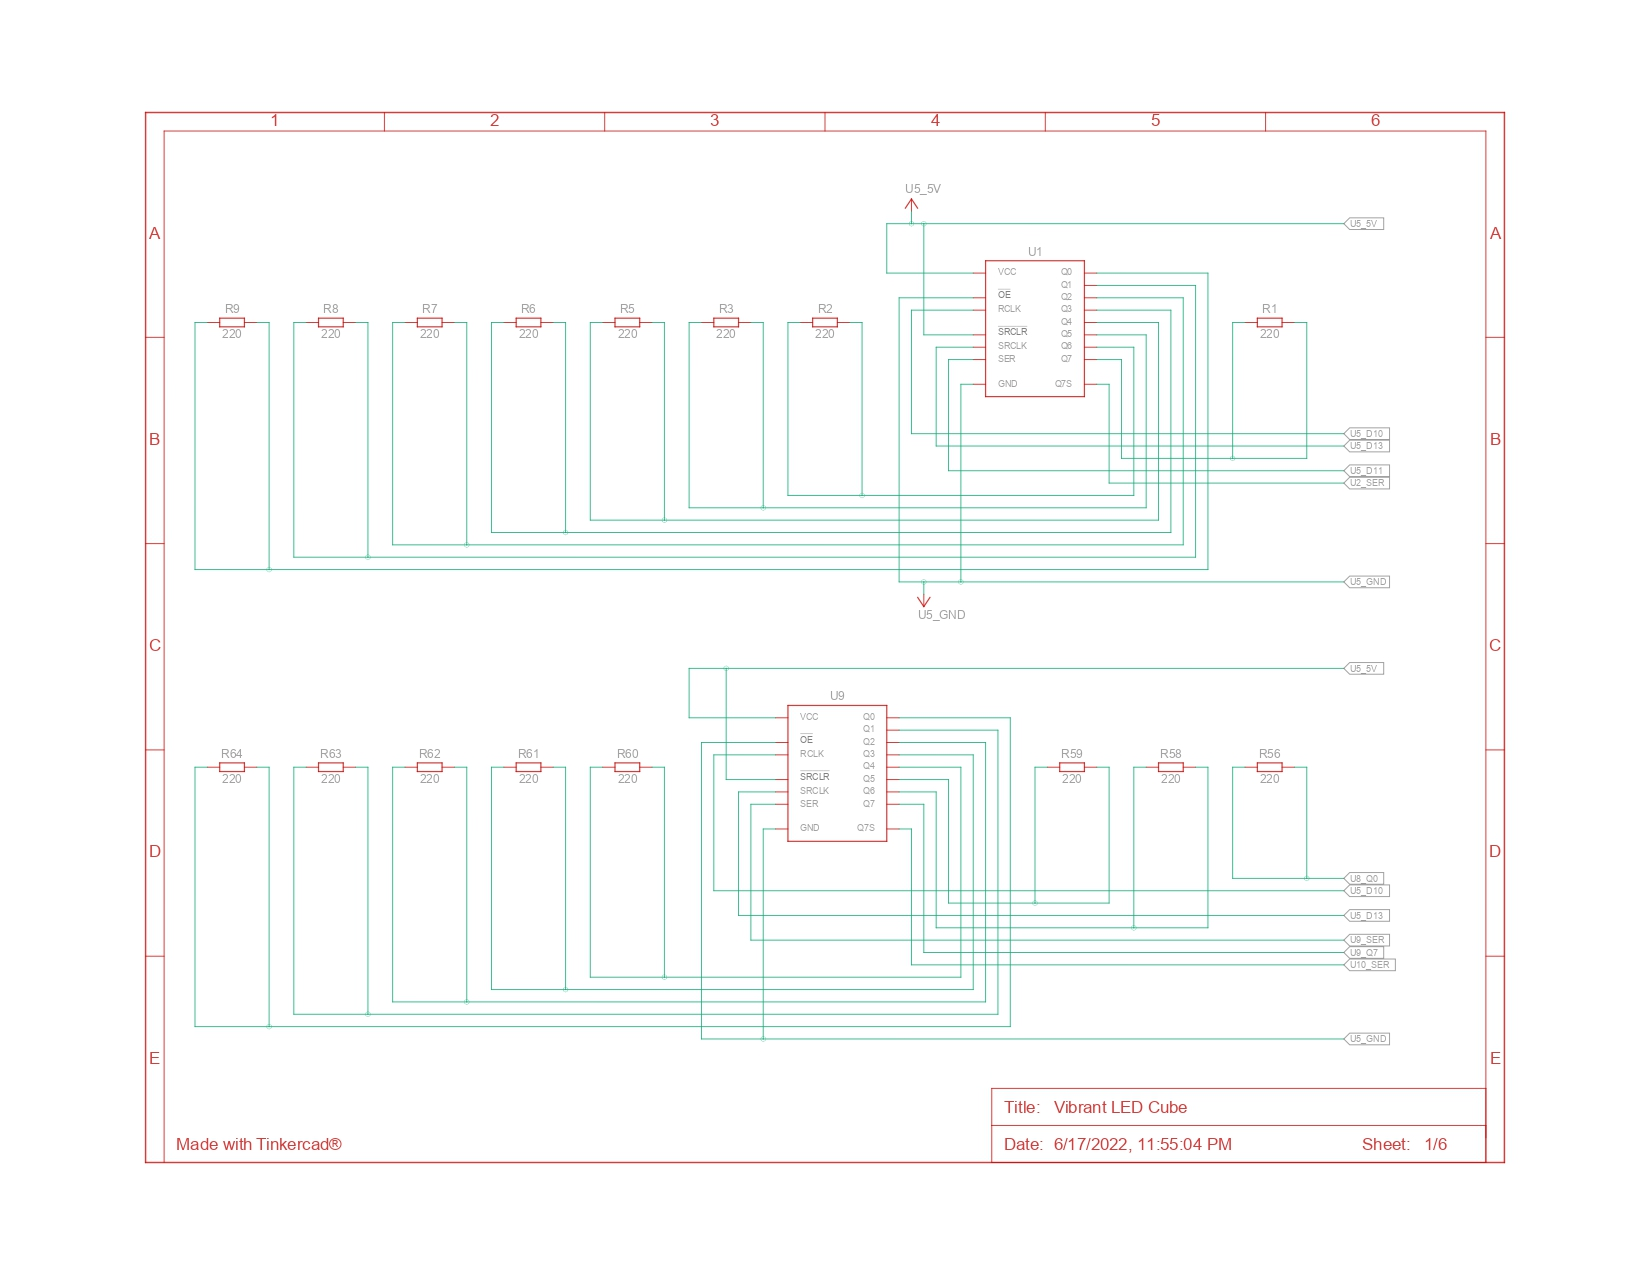 1 2 3 4 5 6
U5_5V
A A
U5_5V
U1
VCC Q0
Q1
OE Q2
RCLK Q3
Q4
SRCLR Q5
SRCLK Q6
SER Q7
GND Q7S
R9 R8 R7 R6 R5 R3 R2 R1
220 220 220 220 220 220 220 220
B B
U5_D10
U5_D13
U5_D11
U2_SER
U5_GND
U5_GND
C C
U5_5V
U9
VCC Q0
Q1
OE Q2
RCLK Q3
Q4
SRCLR Q5
SRCLK Q6
SER Q7
GND Q7S
R64 R63 R62 R61 R60 R59 R58 R56
220 220 220 220 220 220 220 220
D D
U8_Q0
U5_D10
U5_D13
U9_SER
U9_Q7
U10_SER
U5_GND
E E
Title: Vibrant LED Cube
Made with Tinkercad®
Date: 6/17/2022, 11:55:04 PM Sheet: 1/6